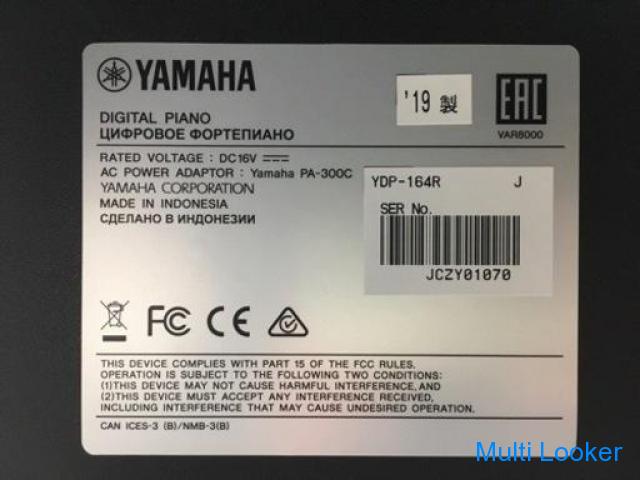 YAMAHA
'19 製
EAC
VAR8000
DIGITAL PIANO
ЦИФРОВОЕ ФОРТЕПИАНО
RATED VOLTAGE : DC16V
AC POWER ADAPTOR : Yamaha PA-300C
YAMAHA CORPORATION
MADE IN INDONESIA
СДЕЛАНО В ИНДОНЕЗИИ
YDP-164R J
SER No.
JCZY01070
FC CE
THIS DEVICE COMPLIES WITH PART 15 OF THE FCC RULES.
OPERATION IS SUBJECT TO THE FOLLOWING TWO CONDITIONS:
(1)THIS DEVICE MAY NOT CAUSE HARMFUL INTERFERENCE, AND
(2)THIS DEVICE MUST ACCEPT ANY INTERFERENCE RECEIVED,
INCLUDING INTERFERENCE THAT MAY CAUSE UNDESIRED OPERATION.
CAN ICES-3 (B)/NMB-3(B)
Multi Looker